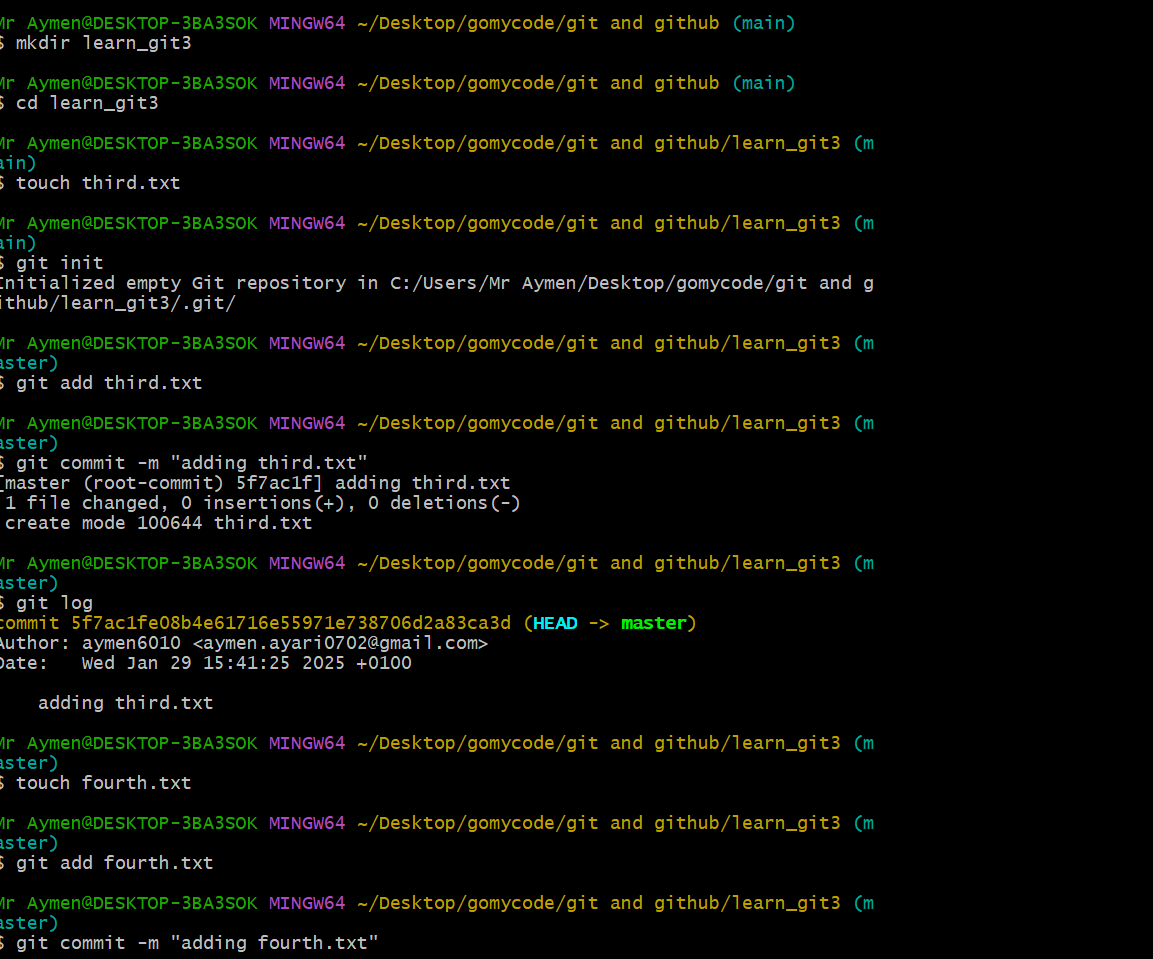 Mr Aymen@DESKTOP-3BA3SOK MINGW64 ~/Desktop/gomycode/git and github (main)
$ mkdir learn_git3
Mr Aymen@DESKTOP-3BA3SOK MINGW64 ~/Desktop/gomycode/git and github (main)
$ cd learn_git3
Mr Aymen@DESKTOP-3BA3SOK MINGW64 ~/Desktop/gomycode/git and github/learn_git3 (m
ain)
$ touch third.txt
Mr Aymen@DESKTOP-3BA3SOK MINGW64 ~/Desktop/gomycode/git and github/learn_git3 (m
ain)
$ git init
Initialized empty Git repository in C:/Users/Mr Aymen/Desktop/gomycode/git and g
ithub/learn_git3/.git/
Mr Aymen@DESKTOP-3BA3SOK MINGW64 ~/Desktop/gomycode/git and github/learn_git3 (m
aster)
$ git add third.txt
Mr Aymen@DESKTOP-3BA3SOK MINGW64 ~/Desktop/gomycode/git and github/learn_git3 (m
aster)
$ git commit -m "adding third.txt"
[master (root-commit) 5f7ac1f] adding third.txt
1 file changed, 0 insertions(+), 0 deletions(-)
create mode 100644 third.txt
Mr Aymen@DESKTOP-3BA3SOK MINGW64 ~/Desktop/gomycode/git and github/learn_git3 (m
aster)
$ git log
commit 5f7ac1fe08b4e61716e55971e738706d2a83ca3d (HEAD -> master)
Author: aymen6010 <aymen.ayari0702@gmail.com>
Date:   Wed Jan 29 15:41:25 2025 +0100
adding third.txt
Mr Aymen@DESKTOP-3BA3SOK MINGW64 ~/Desktop/gomycode/git and github/learn_git3 (m
aster)
$ touch fourth.txt
Mr Aymen@DESKTOP-3BA3SOK MINGW64 ~/Desktop/gomycode/git and github/learn_git3 (m
aster)
$ git add fourth.txt
Mr Aymen@DESKTOP-3BA3SOK MINGW64 ~/Desktop/gomycode/git and github/learn_git3 (m
aster)
$ git commit -m "adding fourth.txt"